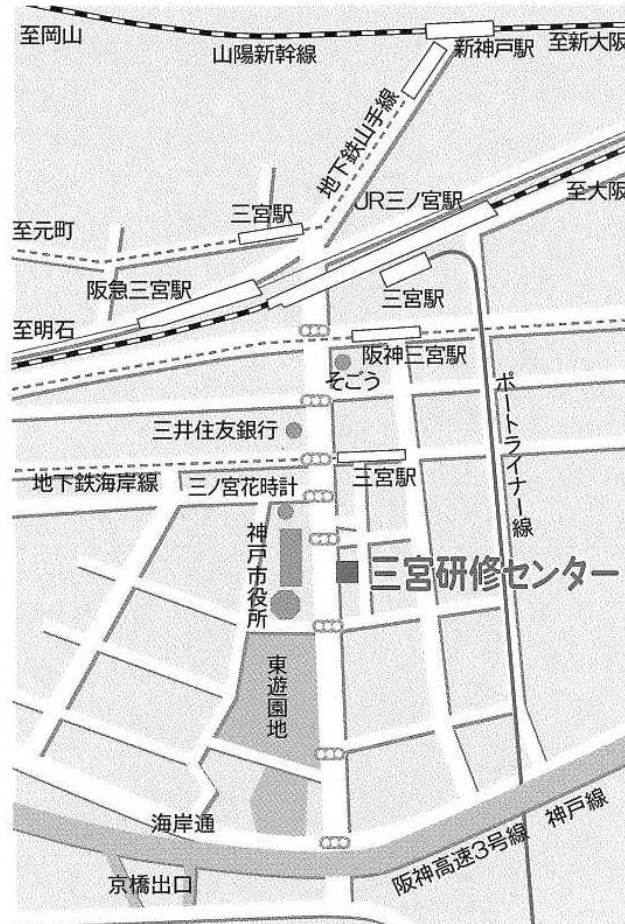 至岡山
山陽新幹線
新神戸駅
至新大阪
地下鉄山手線
三宮駅
JR三ノ宮駅
至大阪
至元町
阪急三宮駅
三宮駅
至明石
阪神三宮駅
そごう
ポートライナー線
三井住友銀行
地下鉄海岸線
三ノ宮花時計
三宮駅
神戸市役所
三宮研修センター
東遊園地
海岸通
阪神高速3号線 神戸線
京橋出口